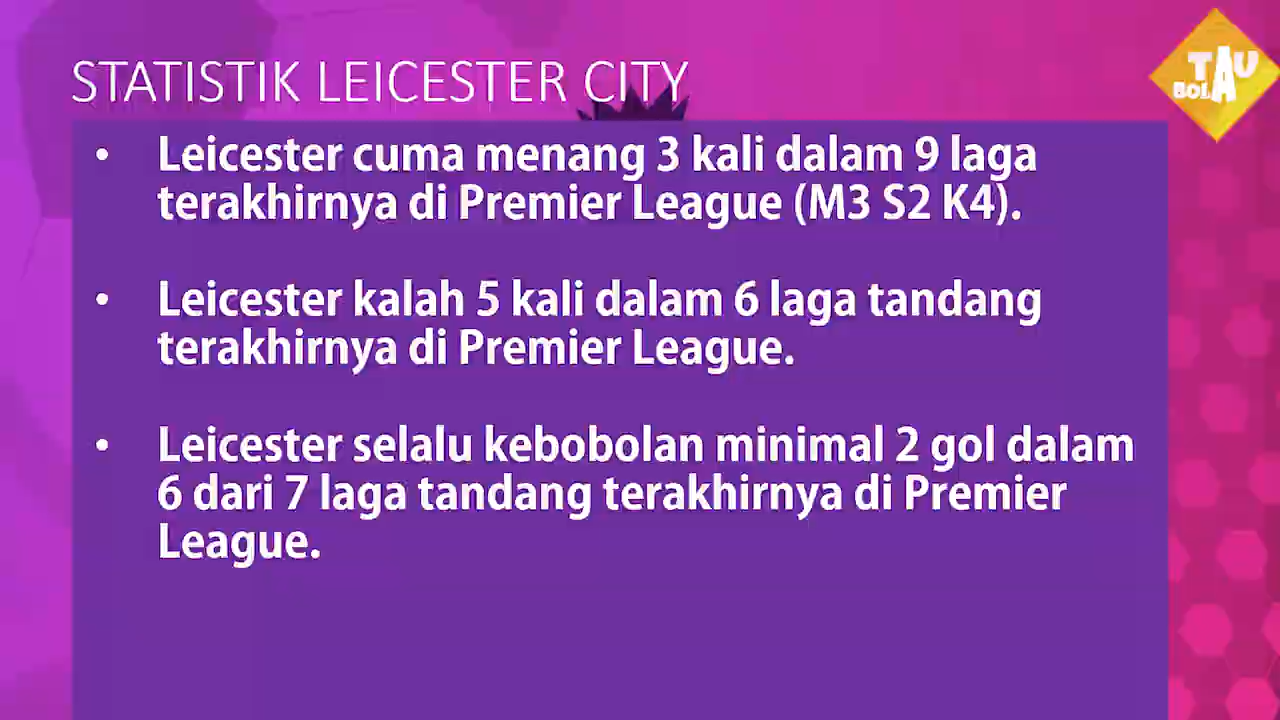 STATISTIK LEICESTER CITY
TAU
BOLA
• Leicester cuma menang 3 kali dalam 9 laga
terakhirnya di Premier League (M3 S2 K4).
• Leicester kalah 5 kali dalam 6 laga tandang
terakhirnya di Premier League.
• Leicester selalu kebobolan minimal 2 gol dalam
6 dari 7 laga tandang terakhirnya di Premier
League.